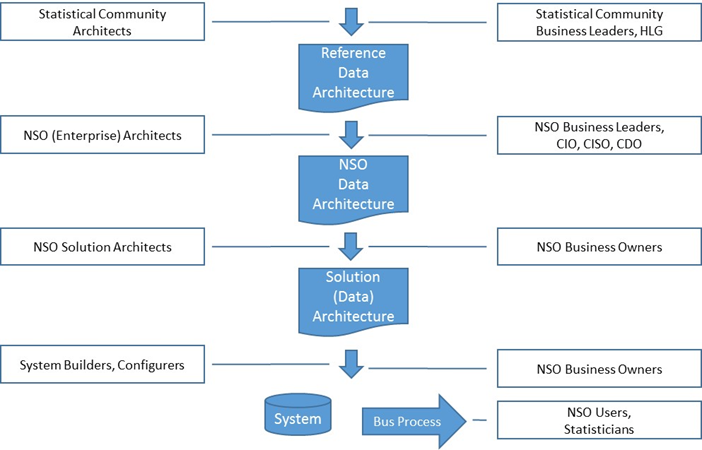 Statistical Community
Architects
Statistical Community
Business Leaders, HLG
Reference
Data
Architecture
NSO (Enterprise) Architects
NSO Business Leaders,
CIO, CISO, CDO
NSO
Data
Architecture
NSO Solution Architects
NSO Business Owners
Solution
(Data)
Architecture
System Builders, Configurers
NSO Business Owners
System
Bus Process
NSO Users,
Statisticians